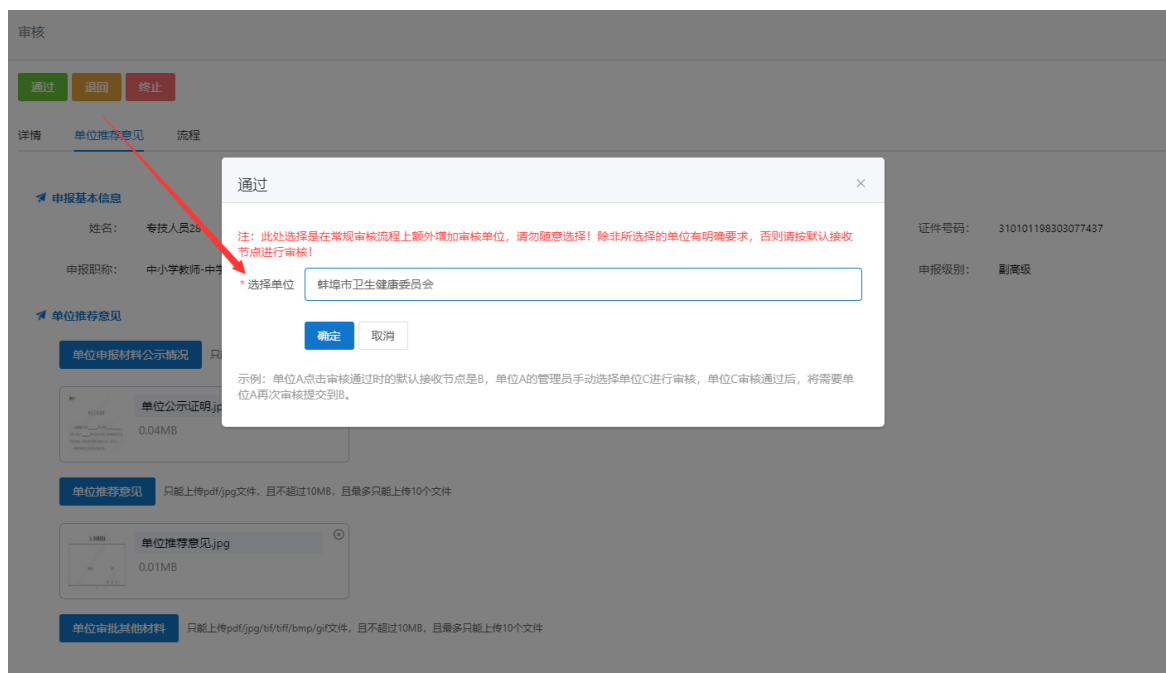 审核
通过 退回 终止
详情 单位推荐意见 流程
通过
申报基本信息
姓名： 专技人员28
证件号码： 310101198303077437
注：此处选择是在常规审核流程上额外增加审核单位，请勿随意选择！除非所选择的单位有明确要求，否则请按默认接收
节点进行审核！
申报职称： 中小学教师-中学
申报级别： 副高级
* 选择单位 蚌埠市卫生健康委员会
单位推荐意见
确定 取消
单位申报材料公示情况 只
示例：单位A点击审核通过时的默认接收节点是B，单位A的管理员手动选择单位C进行审核，单位C审核通过后，将需要单
位A再次审核提交到B。
单位公示证明.jp
0.04MB
单位推荐意见 只能上传pdf/jpg文件，且不超过10MB，且最多只能上传10个文件
单位推荐意见.jpg
0.01MB
单位审批其他材料 只能上传pdf/jpg/tif/tiff/bmp/gif文件，且不超过10MB，且最多只能上传10个文件